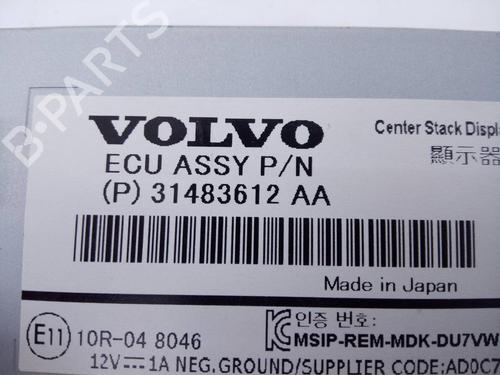 B-PARTS
VOLVO
Center Stack Displa
ECU ASSY P/N
顯示器
(P) 31483612 AA
Made in Japan
E11 10R-04 8046
인증 번호:
MSIP-REM-MDK-DU7VW
12V⎓1A NEG.GROUND/SUPPLIER CODE:AD0C7